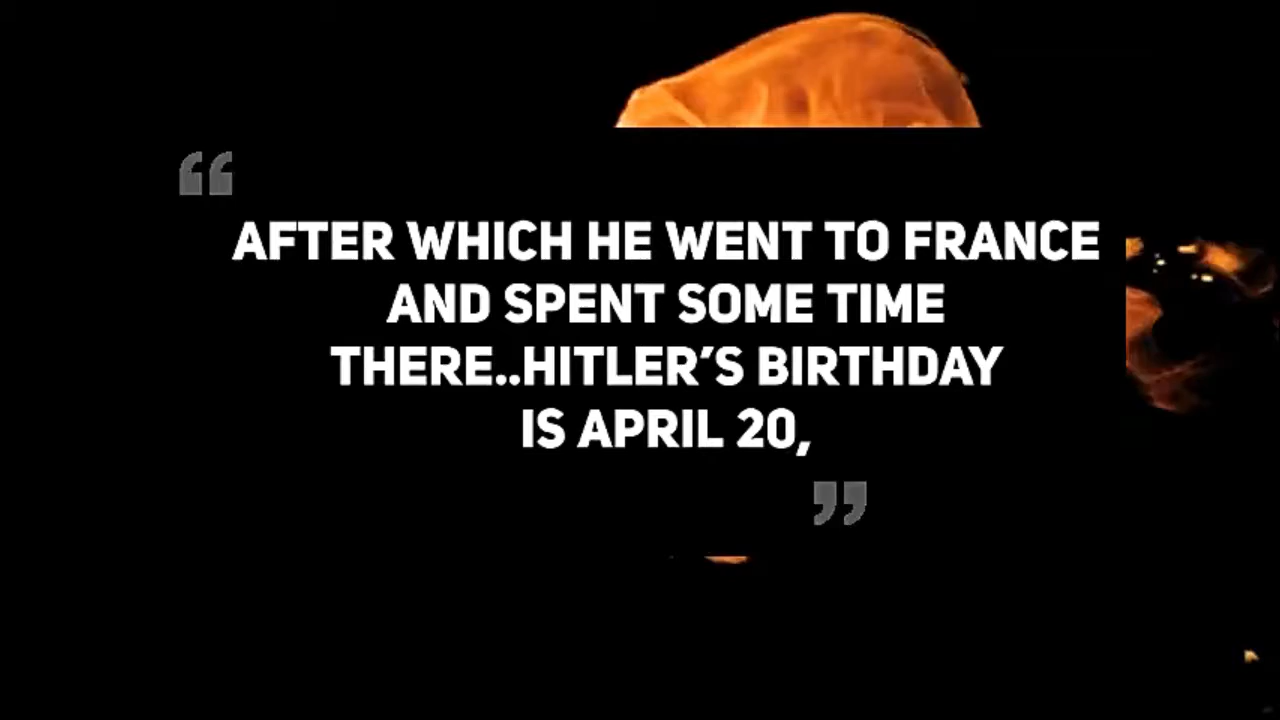 “
AFTER WHICH HE WENT TO FRANCE
AND SPENT SOME TIME
THERE..HITLER’S BIRTHDAY
IS APRIL 20,
”